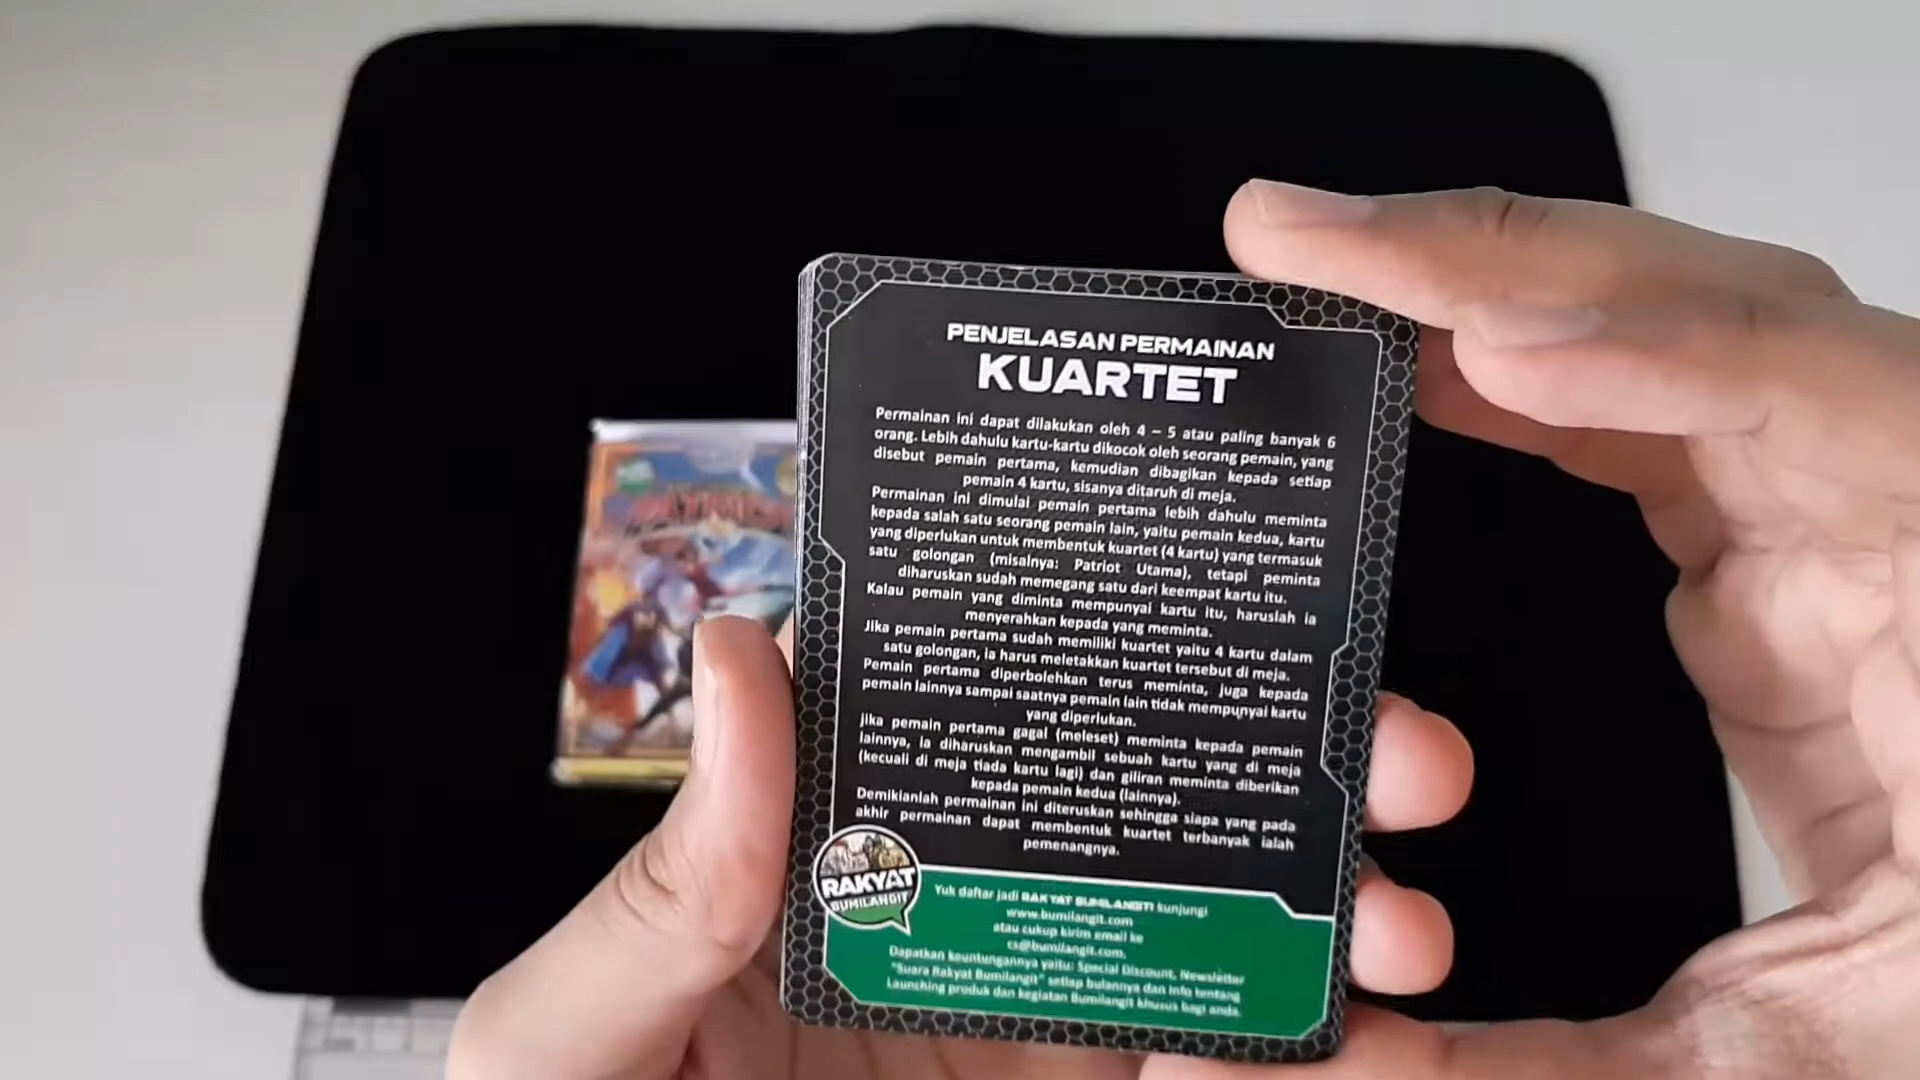 PENJELASAN PERMAINAN
KUARTET
Permainan ini dapat dilakukan oleh 4 – 5 atau paling banyak 6
orang. Lebih dahulu kartu-kartu dikocok oleh seorang pemain, yang
disebut pemain pertama, kemudian dibagikan kepada setiap
pemain 4 kartu, sisanya ditaruh di meja.
Permainan ini dimulai pemain pertama lebih dahulu meminta
kepada salah satu seorang pemain lain, yaitu pemain kedua, kartu
yang diperlukan untuk membentuk kuartet (4 kartu) yang termasuk
satu golongan (misalnya: Patriot Utama), tetapi peminta
diharuskan sudah memegang satu dari keempat kartu itu.
Kalau pemain yang diminta mempunyai kartu itu, haruslah ia
menyerahkan kepada yang meminta.
Jika pemain pertama sudah memiliki kuartet yaitu 4 kartu dalam
satu golongan, ia harus meletakkan kuartet tersebut di meja.
Pemain pertama diperbolehkan terus meminta, juga kepada
pemain lainnya sampai saatnya pemain lain tidak mempunyai kartu
yang diperlukan.
Jika pemain pertama gagal (meleset) meminta kepada pemain
lainnya, ia diharuskan mengambil sebuah kartu yang di meja
(kecuali di meja tiada kartu lagi) dan giliran meminta diberikan
kepada pemain kedua (lainnya).
Demikianlah permainan ini diteruskan sehingga siapa yang pada
akhir permainan dapat membentuk kuartet terbanyak ialah
pemenangnya.
RAKYAT
BUMILANGIT
Yuk daftar jadi RAKYAT BUMILANGIT! kunjungi
www.bumilangit.com
atau cukup kirim email ke
cs@bumilangit.com.
Dapatkan keuntungannya yaitu: Special Discount, Newsletter
"Suara Rakyat Bumilangit" setiap bulannya dan info tentang
Launching produk dan kegiatan Bumilangit khusus bagi anda.